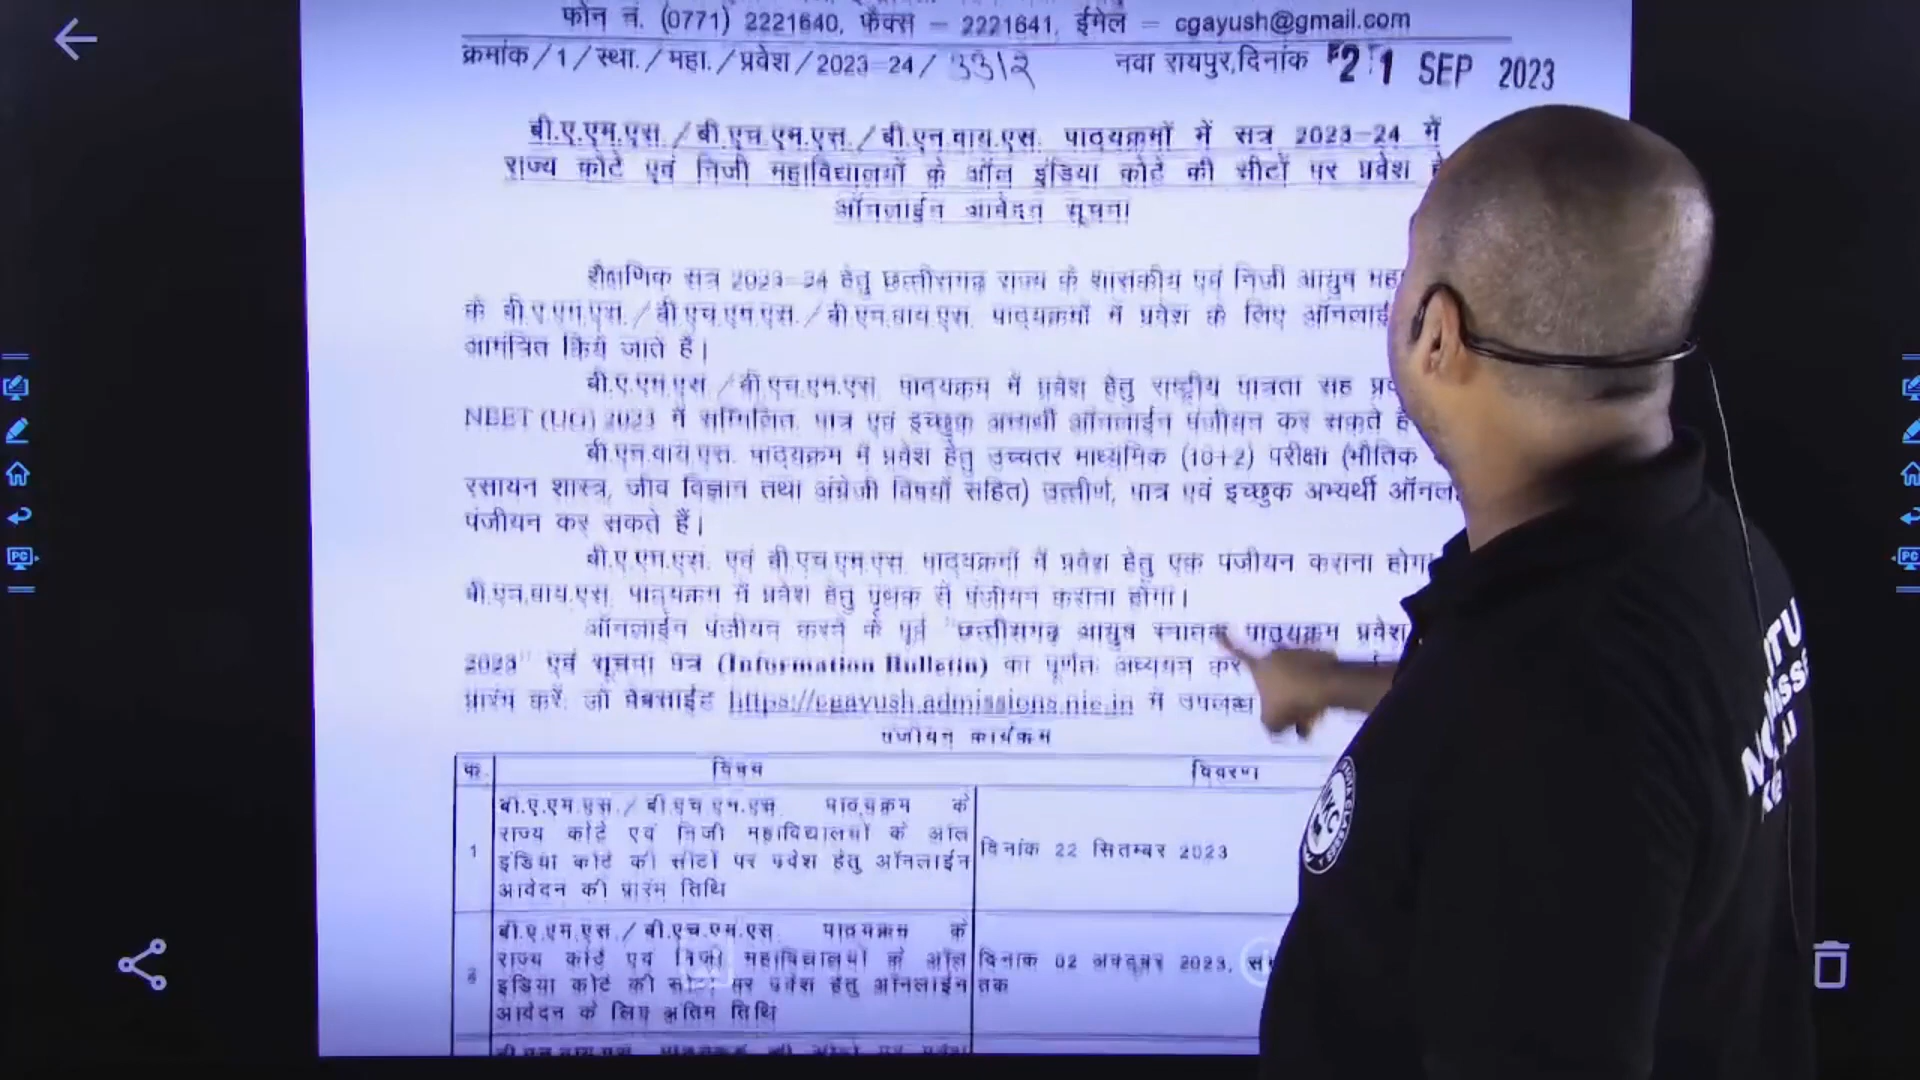 फोन नं. (0771) 2221640, फैक्स – 2221641, ईमेल – cgayush@gmail.com
क्रमांक/1/स्था./महा./प्रवेश/2023-24/3312 नवा रायपुर,दिनांक 21 SEP 2023
बी.ए.एम.एस./बी.एच.एम.एस./बी.एन.वाय.एस. पाठ्यक्रमों में सत्र 2023-24 में
राज्य कोटे एवं निजी महाविद्यालयों के ऑल इंडिया कोटे की सीटों पर प्रवेश
ऑनलाईन आवेदन सूचना
शैक्षणिक सत्र 2023-24 हेतु छत्तीसगढ़ राज्य के शासकीय एवं निजी आयुष
के बी.ए.एम.एस./बी.एच.एम.एस./बी.एन.वाय.एस. पाठ्यक्रमों में प्रवेश के लिए
आमंत्रित किये जाते हैं।
बी.ए.एम.एस/बी.एच.एम.एस. पाठ्यक्रम में प्रवेश हेतु राष्ट्रीय पात्रता सह
NEET (UG) 2023 में सम्मिलित, पात्र एवं इच्छुक अभ्यर्थी ऑनलाईन पंजीयन कर सकते
बी.एन.वाय.एस. पाठ्यक्रम में प्रवेश हेतु उच्चतर माध्यमिक (10+2) परीक्षा (भौतिक
रसायन शास्त्र, जीव विज्ञान तथा अंग्रेजी विषयों सहित) उत्तीर्ण, पात्र एवं इच्छुक अभ्यर्थी
पंजीयन कर सकते हैं।
बी.ए.एम.एस. एवं बी.एच.एम.एस. पाठ्यक्रमों में प्रवेश हेतु एक पंजीयन कराना होगा
बी.एन.वाय.एस. पाठ्यक्रम में प्रवेश हेतु पृथक से पंजीयन कराना होगा।
ऑनलाईन पंजीयन करने के पूर्व "छत्तीसगढ़ आयुष स्नातक पाठ्यक्रम प्रवेश
2023" एवं सूचना पत्र (Information Bulletin) का पूर्णतः अध्ययन कर
प्रारंभ करें, जो वेबसाईट https://cgayush.admissions.nic.in में उपलब्ध
पंजीयन कार्यक्रम
क्र. विषय विवरण
1 बी.ए.एम.एस./बी.एच.एम.एस. पाठ्यक्रम के
राज्य कोटे एवं निजी महाविद्यालयों के ऑल
इंडिया कोटे की सीटों पर प्रवेश हेतु ऑनलाईन
आवेदन की प्रारंभ तिथि
दिनांक 22 सितम्बर 2023
2 बी.ए.एम.एस./बी.एच.एम.एस. पाठ्यक्रम के
राज्य कोटे एवं निजी महाविद्यालयों के ऑल
इंडिया कोटे की सीटों पर प्रवेश हेतु ऑनलाईन
आवेदन के लिए अंतिम तिथि
दिनांक 02 अक्टूबर 2023,
तक
PC
PC